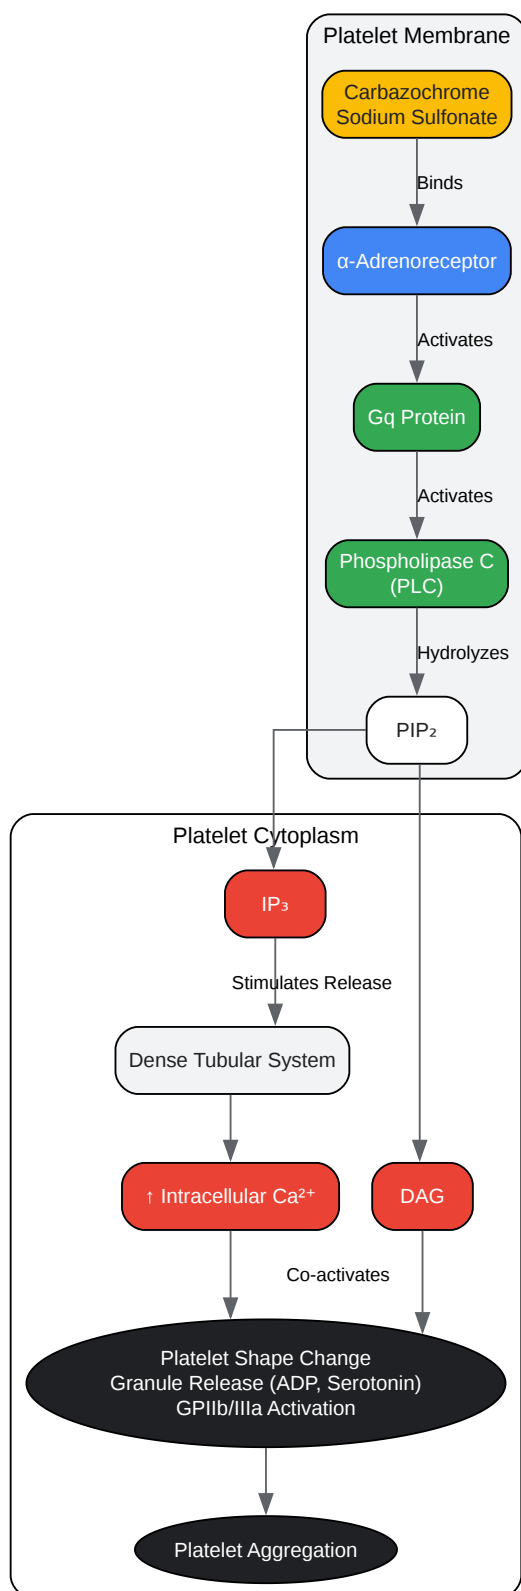 Platelet Membrane
Carbazochrome
Sodium Sulfonate
Binds
α-Adrenoreceptor
Activates
Gq Protein
Activates
Phospholipase C
(PLC)
Hydrolyzes
PIP₂
Platelet Cytoplasm
IP₃
Stimulates Release
Dense Tubular System
↑ Intracellular Ca²⁺
DAG
Co-activates
Platelet Shape Change
Granule Release (ADP, Serotonin)
GPIIb/IIIa Activation
Platelet Aggregation